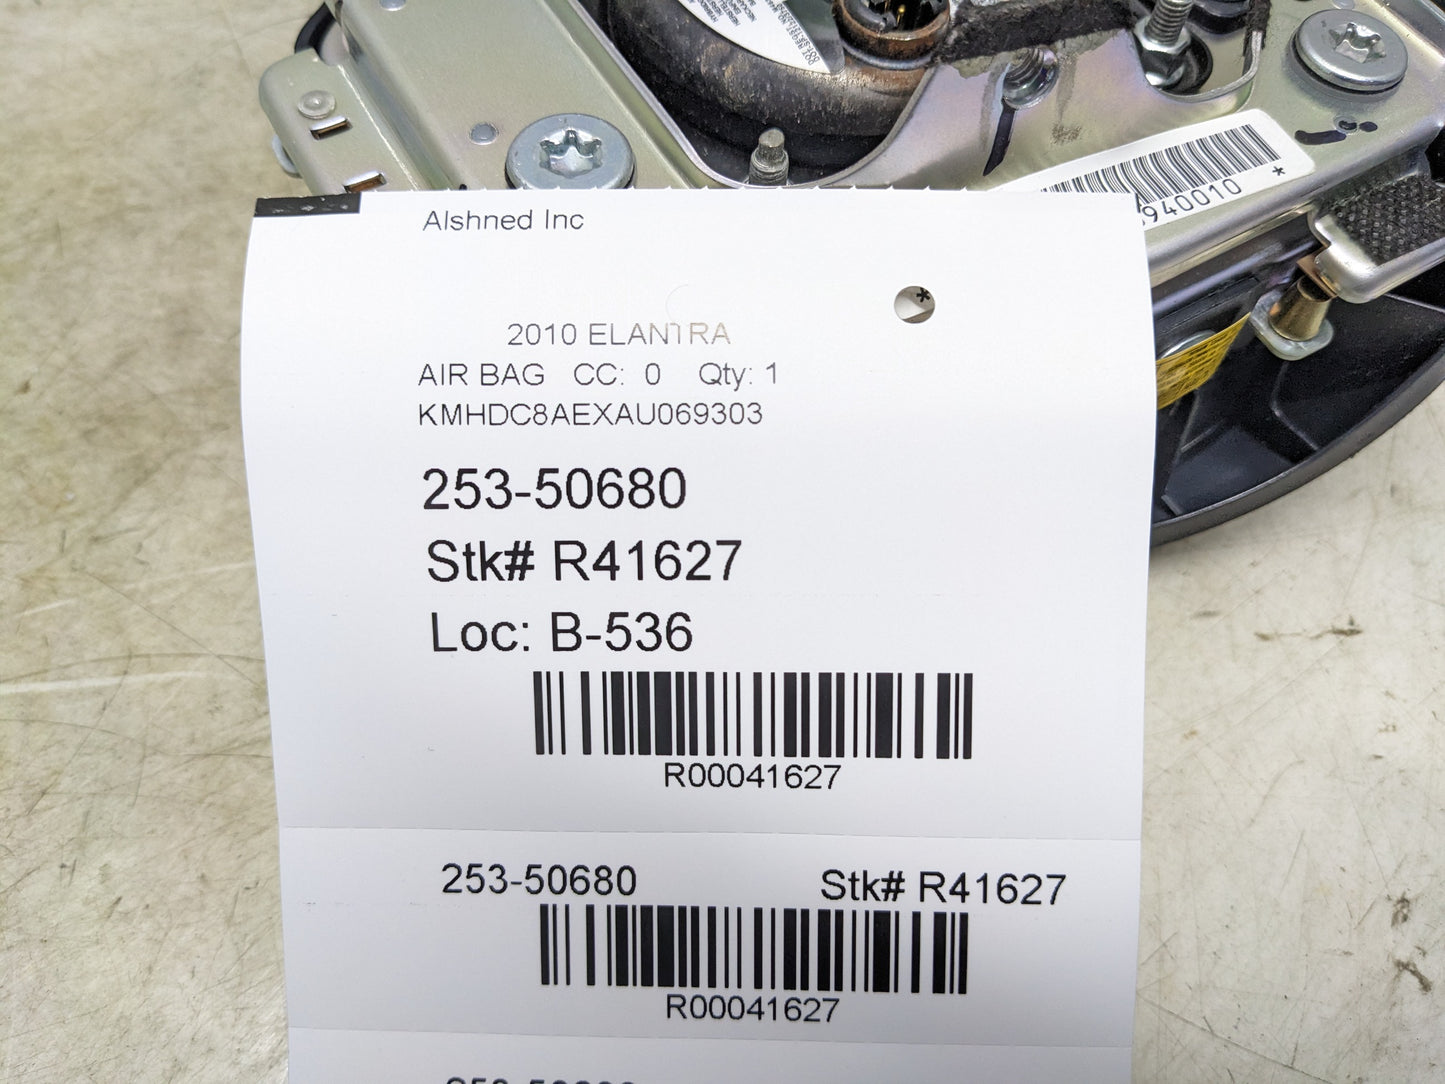 940010 *
Alshned Inc
*
2010 ELANTRA
AIR BAG CC: 0 Qty: 1
KMHDC8AEXAU069303
253-50680
Stk# R41627
Loc: B-536
R00041627
253-50680 Stk# R41627
R00041627